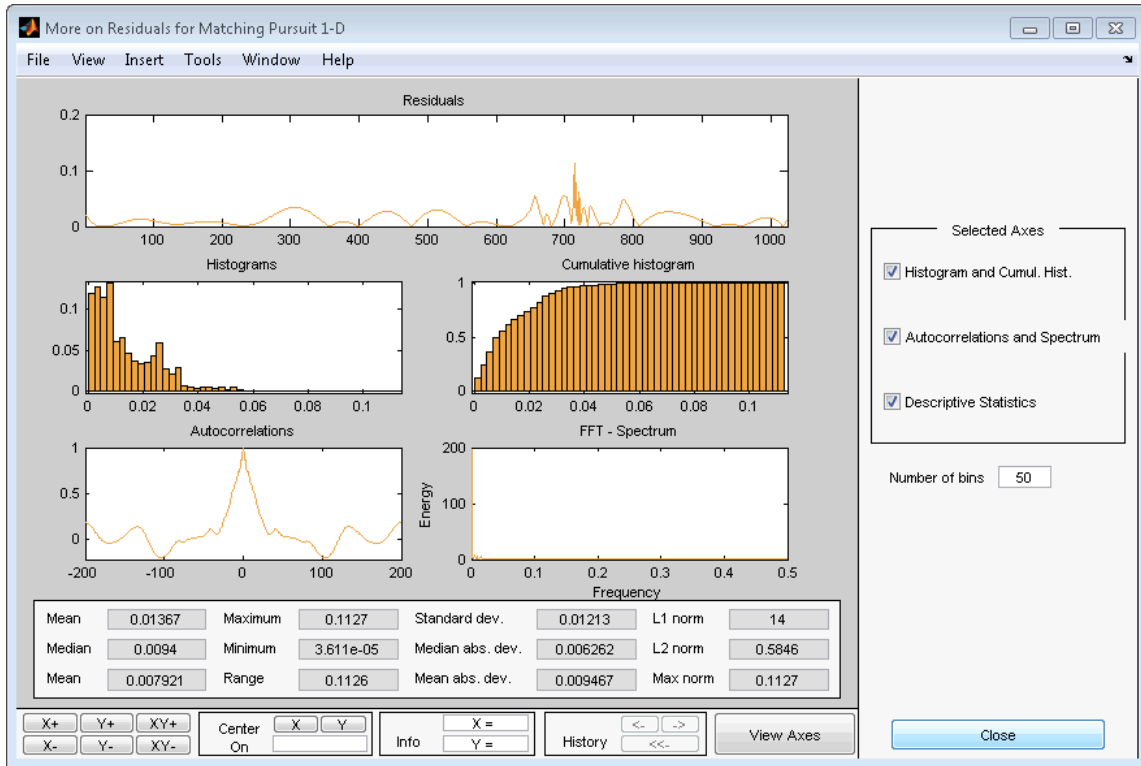 More on Residuals for Matching Pursuit 1-D
File View Insert Tools Window Help
Residuals
0.2
0.1
0
100 200 300 400 500 600 700 800 900 1000
Histograms
0.1
0.05
0
0 0.02 0.04 0.06 0.08 0.1
Cumulative histogram
1
0.5
0
0 0.02 0.04 0.06 0.08 0.1
Autocorrelations
1
0.5
0
-200 -100 0 100 200
FFT - Spectrum
Energy
200
100
0
0 0.1 0.2 0.3 0.4 0.5
Frequency
Mean 0.01367 Maximum 0.1127 Standard dev. 0.01213 L1 norm 14
Median 0.0094 Minimum 3.611e-05 Median abs. dev. 0.006262 L2 norm 0.5846
Mean 0.007921 Range 0.1126 Mean abs. dev. 0.009467 Max norm 0.1127
Selected Axes
Histogram and Cumul. Hist.
Autocorrelations and Spectrum
Descriptive Statistics
Number of bins 50
X+ Y+ XY+
X- Y- XY-
Center On X Y
Info X = Y =
History <- -> <<-
View Axes
Close